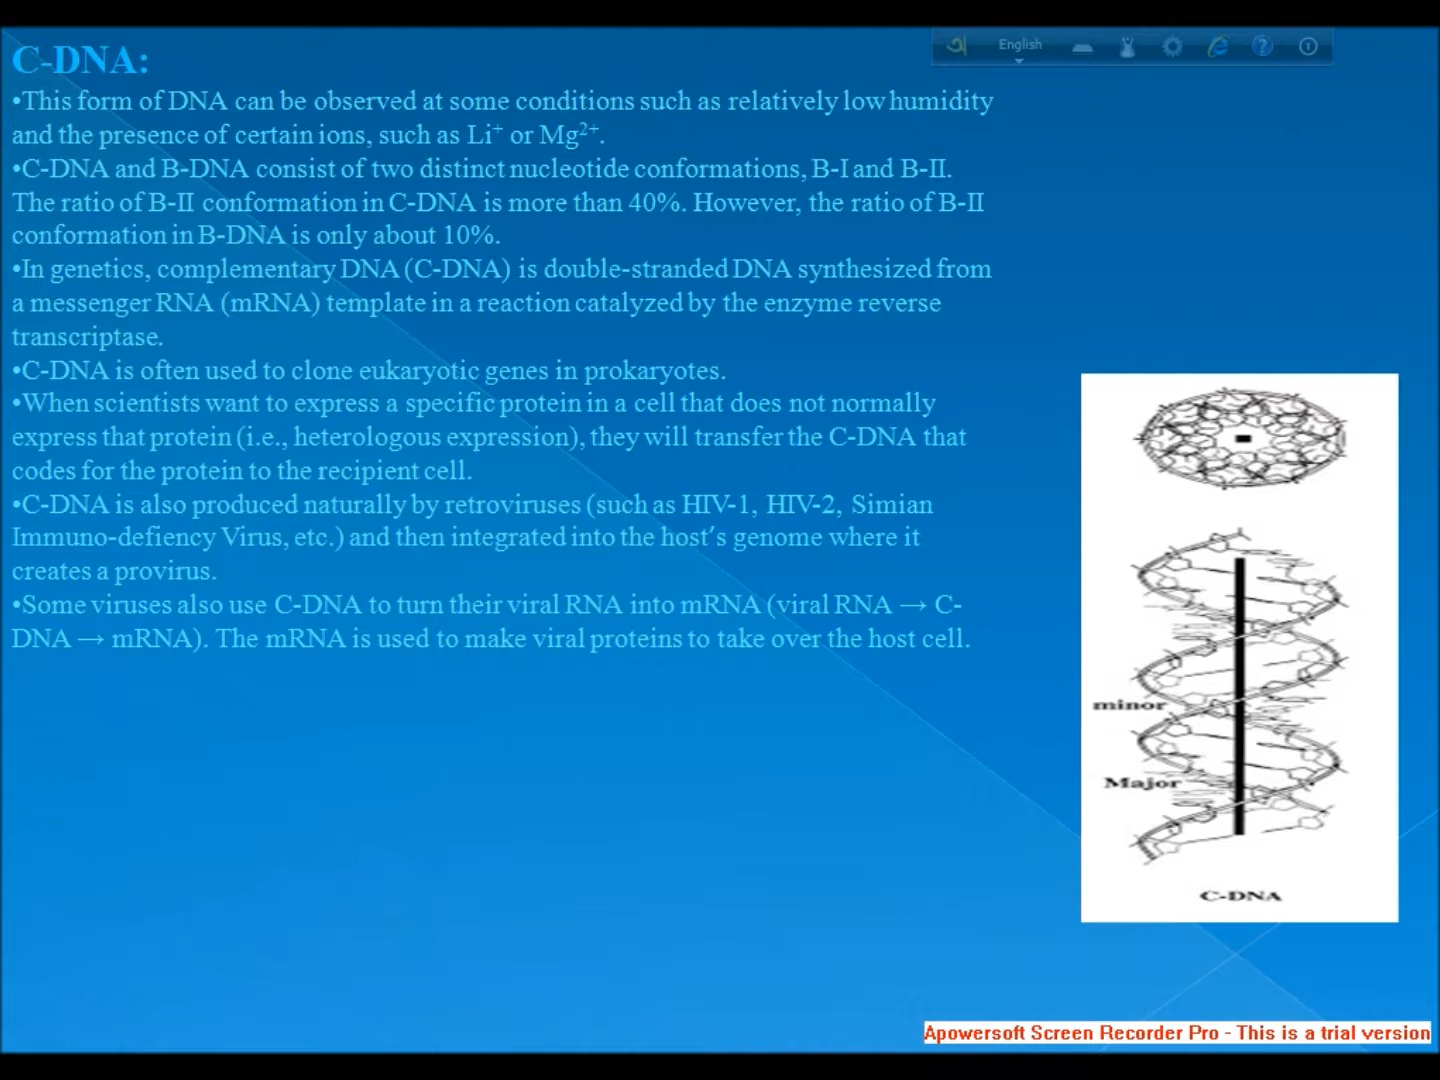 English
C-DNA:
•This form of DNA can be observed at some conditions such as relatively low humidity
and the presence of certain ions, such as Li⁺ or Mg²⁺.
•C-DNA and B-DNA consist of two distinct nucleotide conformations, B-I and B-II.
The ratio of B-II conformation in C-DNA is more than 40%. However, the ratio of B-II
conformation in B-DNA is only about 10%.
•In genetics, complementary DNA (C-DNA) is double-stranded DNA synthesized from
a messenger RNA (mRNA) template in a reaction catalyzed by the enzyme reverse
transcriptase.
•C-DNA is often used to clone eukaryotic genes in prokaryotes.
•When scientists want to express a specific protein in a cell that does not normally
express that protein (i.e., heterologous expression), they will transfer the C-DNA that
codes for the protein to the recipient cell.
•C-DNA is also produced naturally by retroviruses (such as HIV-1, HIV-2, Simian
Immuno-defiency Virus, etc.) and then integrated into the host's genome where it
creates a provirus.
•Some viruses also use C-DNA to turn their viral RNA into mRNA (viral RNA → C-
DNA → mRNA). The mRNA is used to make viral proteins to take over the host cell.
minor
Major
C-DNA
Apowersoft Screen Recorder Pro - This is a trial version